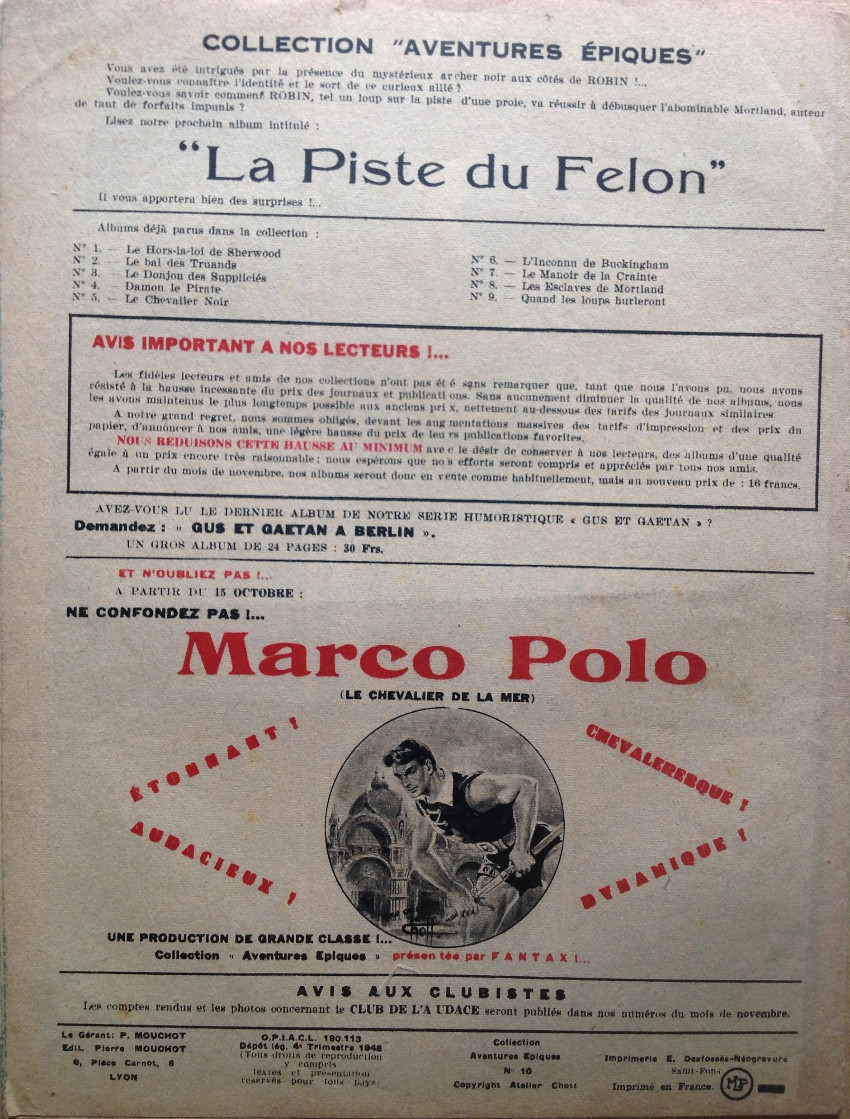 COLLECTION "AVENTURES ÉPIQUES"
Vous avez été intrigués par la présence du mystérieux archer noir aux côtés de ROBIN !...
Voulez-vous connaître l'identité et le sort de ce curieux allié ?
Voulez-vous savoir comment ROBIN, tel un loup sur la piste d'une proie, va réussir à débusquer l'abominable Mortland, auteur
de tant de forfaits impunis ?
Lisez notre prochain album intitulé :
"La Piste du Felon"
Il vous apportera bien des surprises !...
Albums déjà parus dans la collection :
N° 1. — Le Hors-la-loi de Sherwood
N° 2. — Le bal des Truands
N° 3. — Le Donjon des Suppliciés
N° 4. Damon le Pirate
N° 5. — Le Chevalier Noir
N° 6. — L'Inconnu de Buckingham
N° 7. — Le Manoir de la Crainte
N° 8. — Les Esclaves de Mortland
N° 9. — Quand les loups hurleront
AVIS IMPORTANT A NOS LECTEURS !...
Les fidèles lecteurs et amis de nos collections n'ont pas été sans remarquer que, tant que nous l'avons pu, nous avons
résisté à la hausse incessante du prix des journaux et publications. Sans aucunement diminuer la qualité de nos albums, nous
les avons maintenus le plus longtemps possible aux anciens prix, nettement au-dessous des tarifs des journaux similaires.
A notre grand regret, nous sommes obligés, devant les augmentations massives des tarifs d'impression et des prix du
papier, d'annoncer à nos amis, une légère hausse du prix de leurs publications favorites.
NOUS REDUISONS CETTE HAUSSE AU MINIMUM avec le désir de conserver à nos lecteurs, des albums d'une qualité
égale à un prix encore très raisonnable ; nous espérons que nos efforts seront compris et appréciés par tous nos amis.
A partir du mois de novembre, nos albums seront donc en vente comme habituellement, mais au nouveau prix de : 16 francs.
AVEZ-VOUS LU LE DERNIER ALBUM DE NOTRE SERIE HUMORISTIQUE « GUS ET GAETAN » ?
Demandez : « GUS ET GAETAN A BERLIN ».
UN GROS ALBUM DE 24 PAGES : 30 Frs.
ET N'OUBLIEZ PAS !...
A PARTIR DU 15 OCTOBRE :
NE CONFONDEZ PAS !...
Marco Polo
(LE CHEVALIER DE LA MER)
ÉTONNANT !
CHEVALERESQUE !
AUDACIEUX !
DYNAMIQUE !
Chott
UNE PRODUCTION DE GRANDE CLASSE !...
Collection « Aventures Epiques » présentée par FANTAX !...
AVIS AUX CLUBISTES
Les comptes rendus et les photos concernant le CLUB DE L'AUDACE seront publiés dans nos numéros du mois de novembre.
Le Gérant: P. MOUCHOT
Edit. Pierre MOUCHOT
6, Place Carnot, 6
LYON
O.P.I.A.C.L. 190.113
Dépôt lég. 4e Trimestre 1948
(Tous droits de reproduction
y compris
textes et présentation
réservés pour tous pays)
Collection
Aventures Epiques
N° 10
Copyright Atelier Chott
Imprimerie E. Desfossés-Néogravure
Saint-Fons
Imprimé en France.
MP